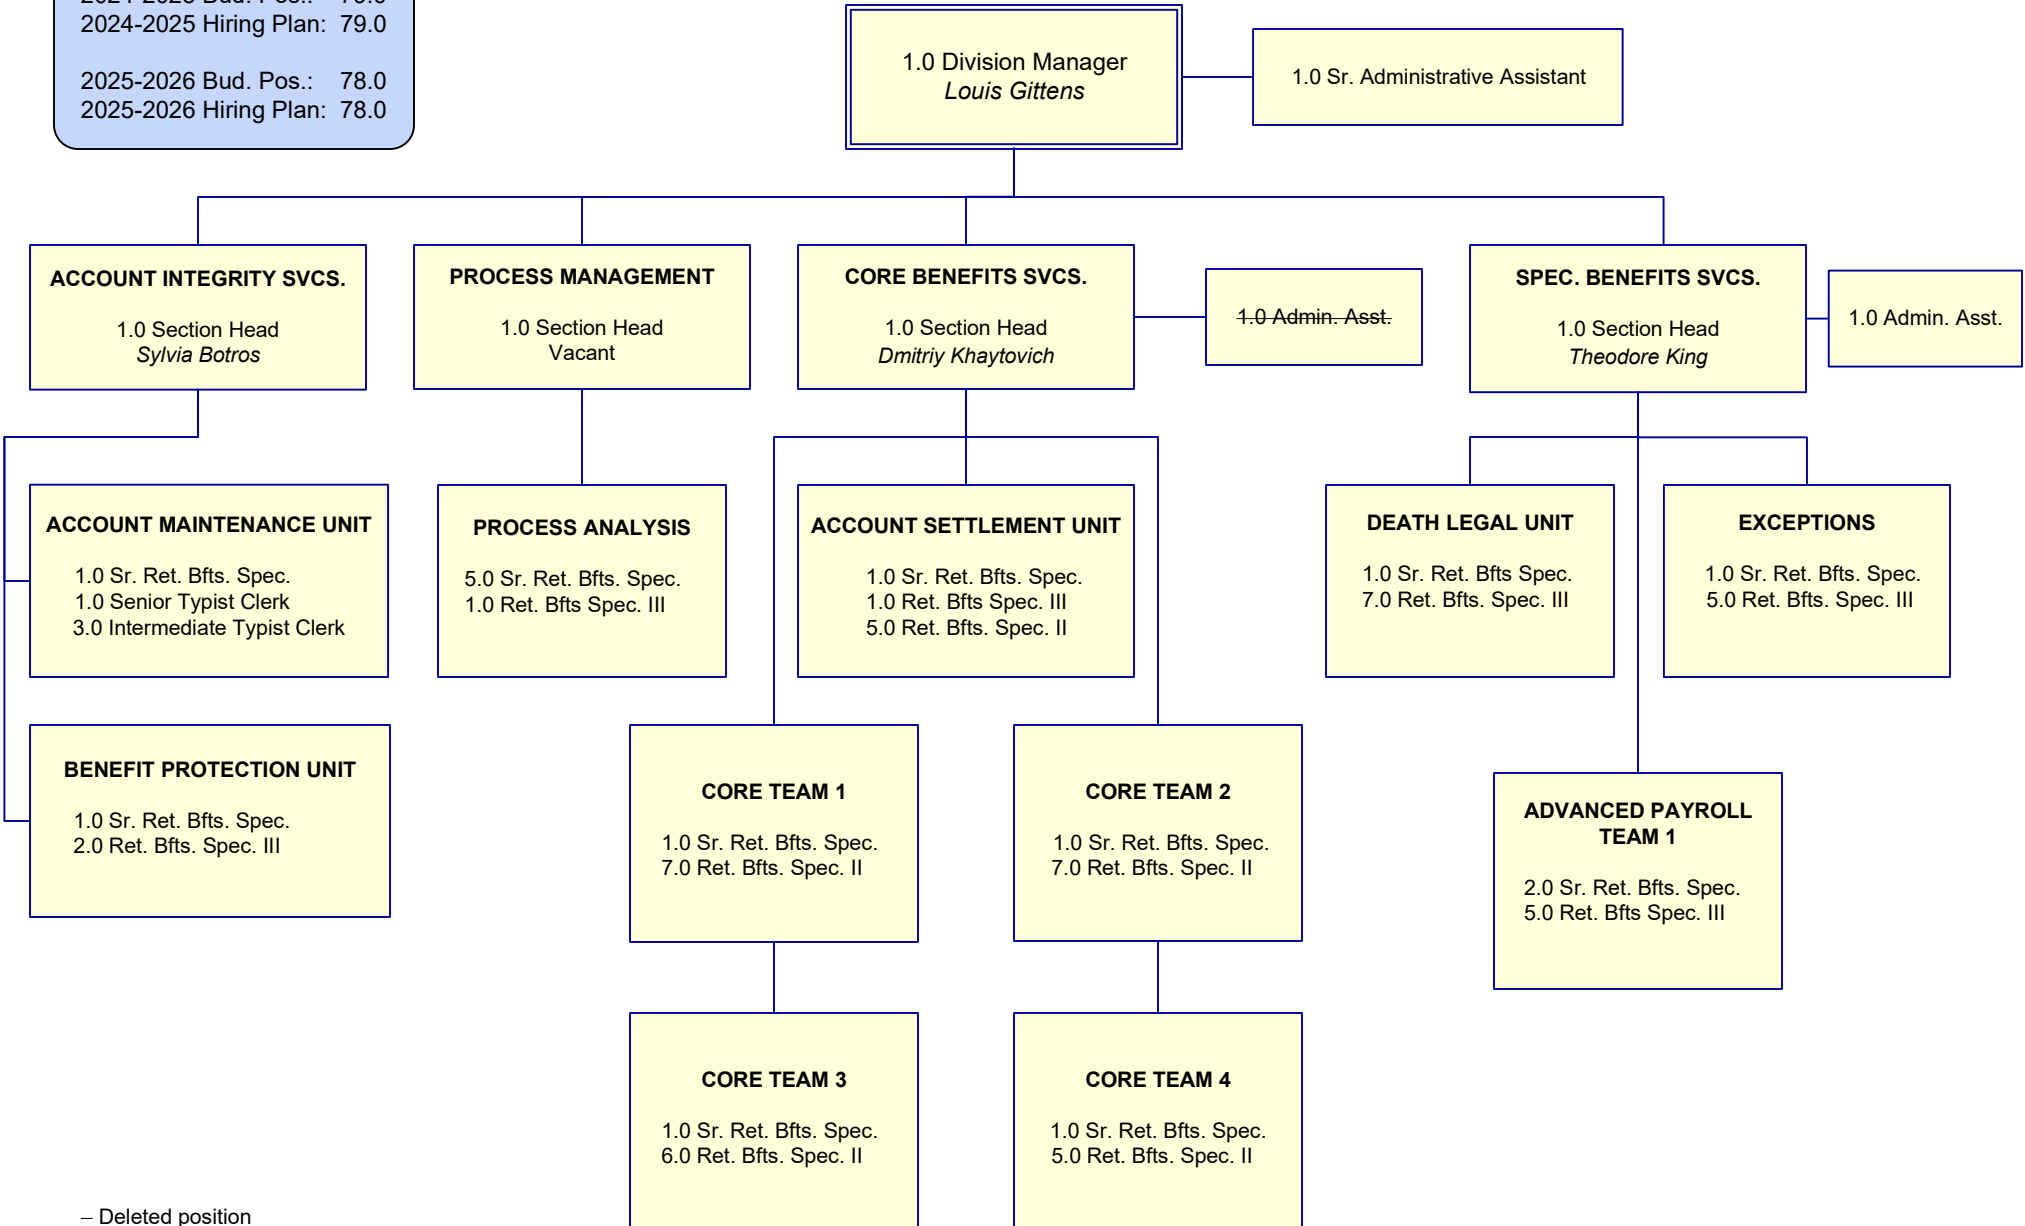 2024-2025 Bud. Pos.: 79.0
2024-2025 Hiring Plan: 79.0
2025-2026 Bud. Pos.: 78.0
2025-2026 Hiring Plan: 78.0
1.0 Division Manager
Louis Gittens
1.0 Sr. Administrative Assistant
ACCOUNT INTEGRITY SVCS.
1.0 Section Head
Sylvia Botros
PROCESS MANAGEMENT
1.0 Section Head
Vacant
CORE BENEFITS SVCS.
1.0 Section Head
Dmitriy Khaytovich
1.0 Admin. Asst.
SPEC. BENEFITS SVCS.
1.0 Section Head
Theodore King
1.0 Admin. Asst.
ACCOUNT MAINTENANCE UNIT
1.0 Sr. Ret. Bfts. Spec.
1.0 Senior Typist Clerk
3.0 Intermediate Typist Clerk
PROCESS ANALYSIS
5.0 Sr. Ret. Bfts. Spec.
1.0 Ret. Bfts Spec. III
ACCOUNT SETTLEMENT UNIT
1.0 Sr. Ret. Bfts. Spec.
1.0 Ret. Bfts Spec. III
5.0 Ret. Bfts. Spec. II
DEATH LEGAL UNIT
1.0 Sr. Ret. Bfts Spec.
7.0 Ret. Bfts. Spec. III
EXCEPTIONS
1.0 Sr. Ret. Bfts. Spec.
5.0 Ret. Bfts. Spec. III
BENEFIT PROTECTION UNIT
1.0 Sr. Ret. Bfts. Spec.
2.0 Ret. Bfts. Spec. III
CORE TEAM 1
1.0 Sr. Ret. Bfts. Spec.
7.0 Ret. Bfts. Spec. II
CORE TEAM 2
1.0 Sr. Ret. Bfts. Spec.
7.0 Ret. Bfts. Spec. II
ADVANCED PAYROLL
TEAM 1
2.0 Sr. Ret. Bfts. Spec.
5.0 Ret. Bfts Spec. III
CORE TEAM 3
1.0 Sr. Ret. Bfts. Spec.
6.0 Ret. Bfts. Spec. II
CORE TEAM 4
1.0 Sr. Ret. Bfts. Spec.
5.0 Ret. Bfts. Spec. II
– Deleted position